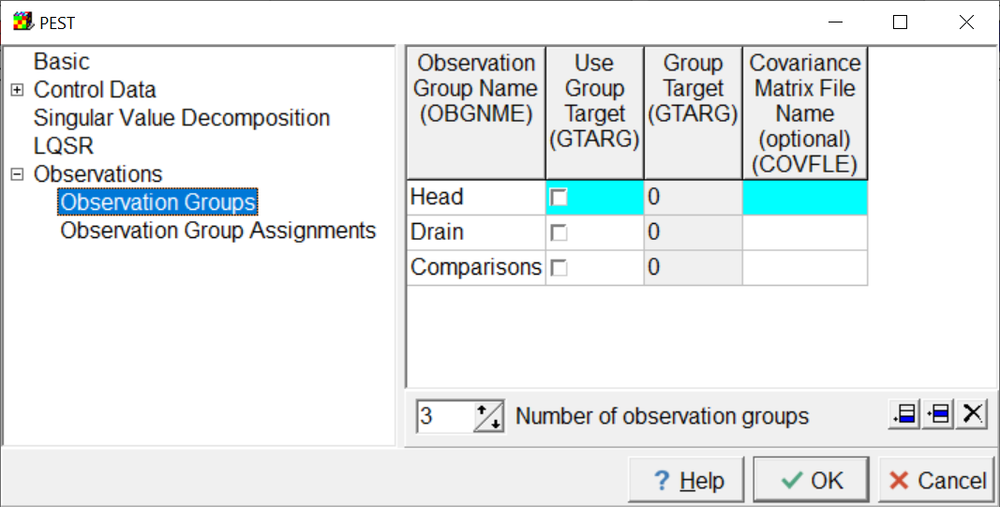 PEST
Basic
Control Data
Singular Value Decomposition
LQSR
Observations
Observation Groups
Observation Group Assignments
Observation Group Name (OBGNME)
Use Group Target (GTARG)
Group Target (GTARG)
Covariance Matrix File Name (optional) (COVFLE)
Head 0
Drain 0
Comparisons 0
3 Number of observation groups
? Help
OK
Cancel